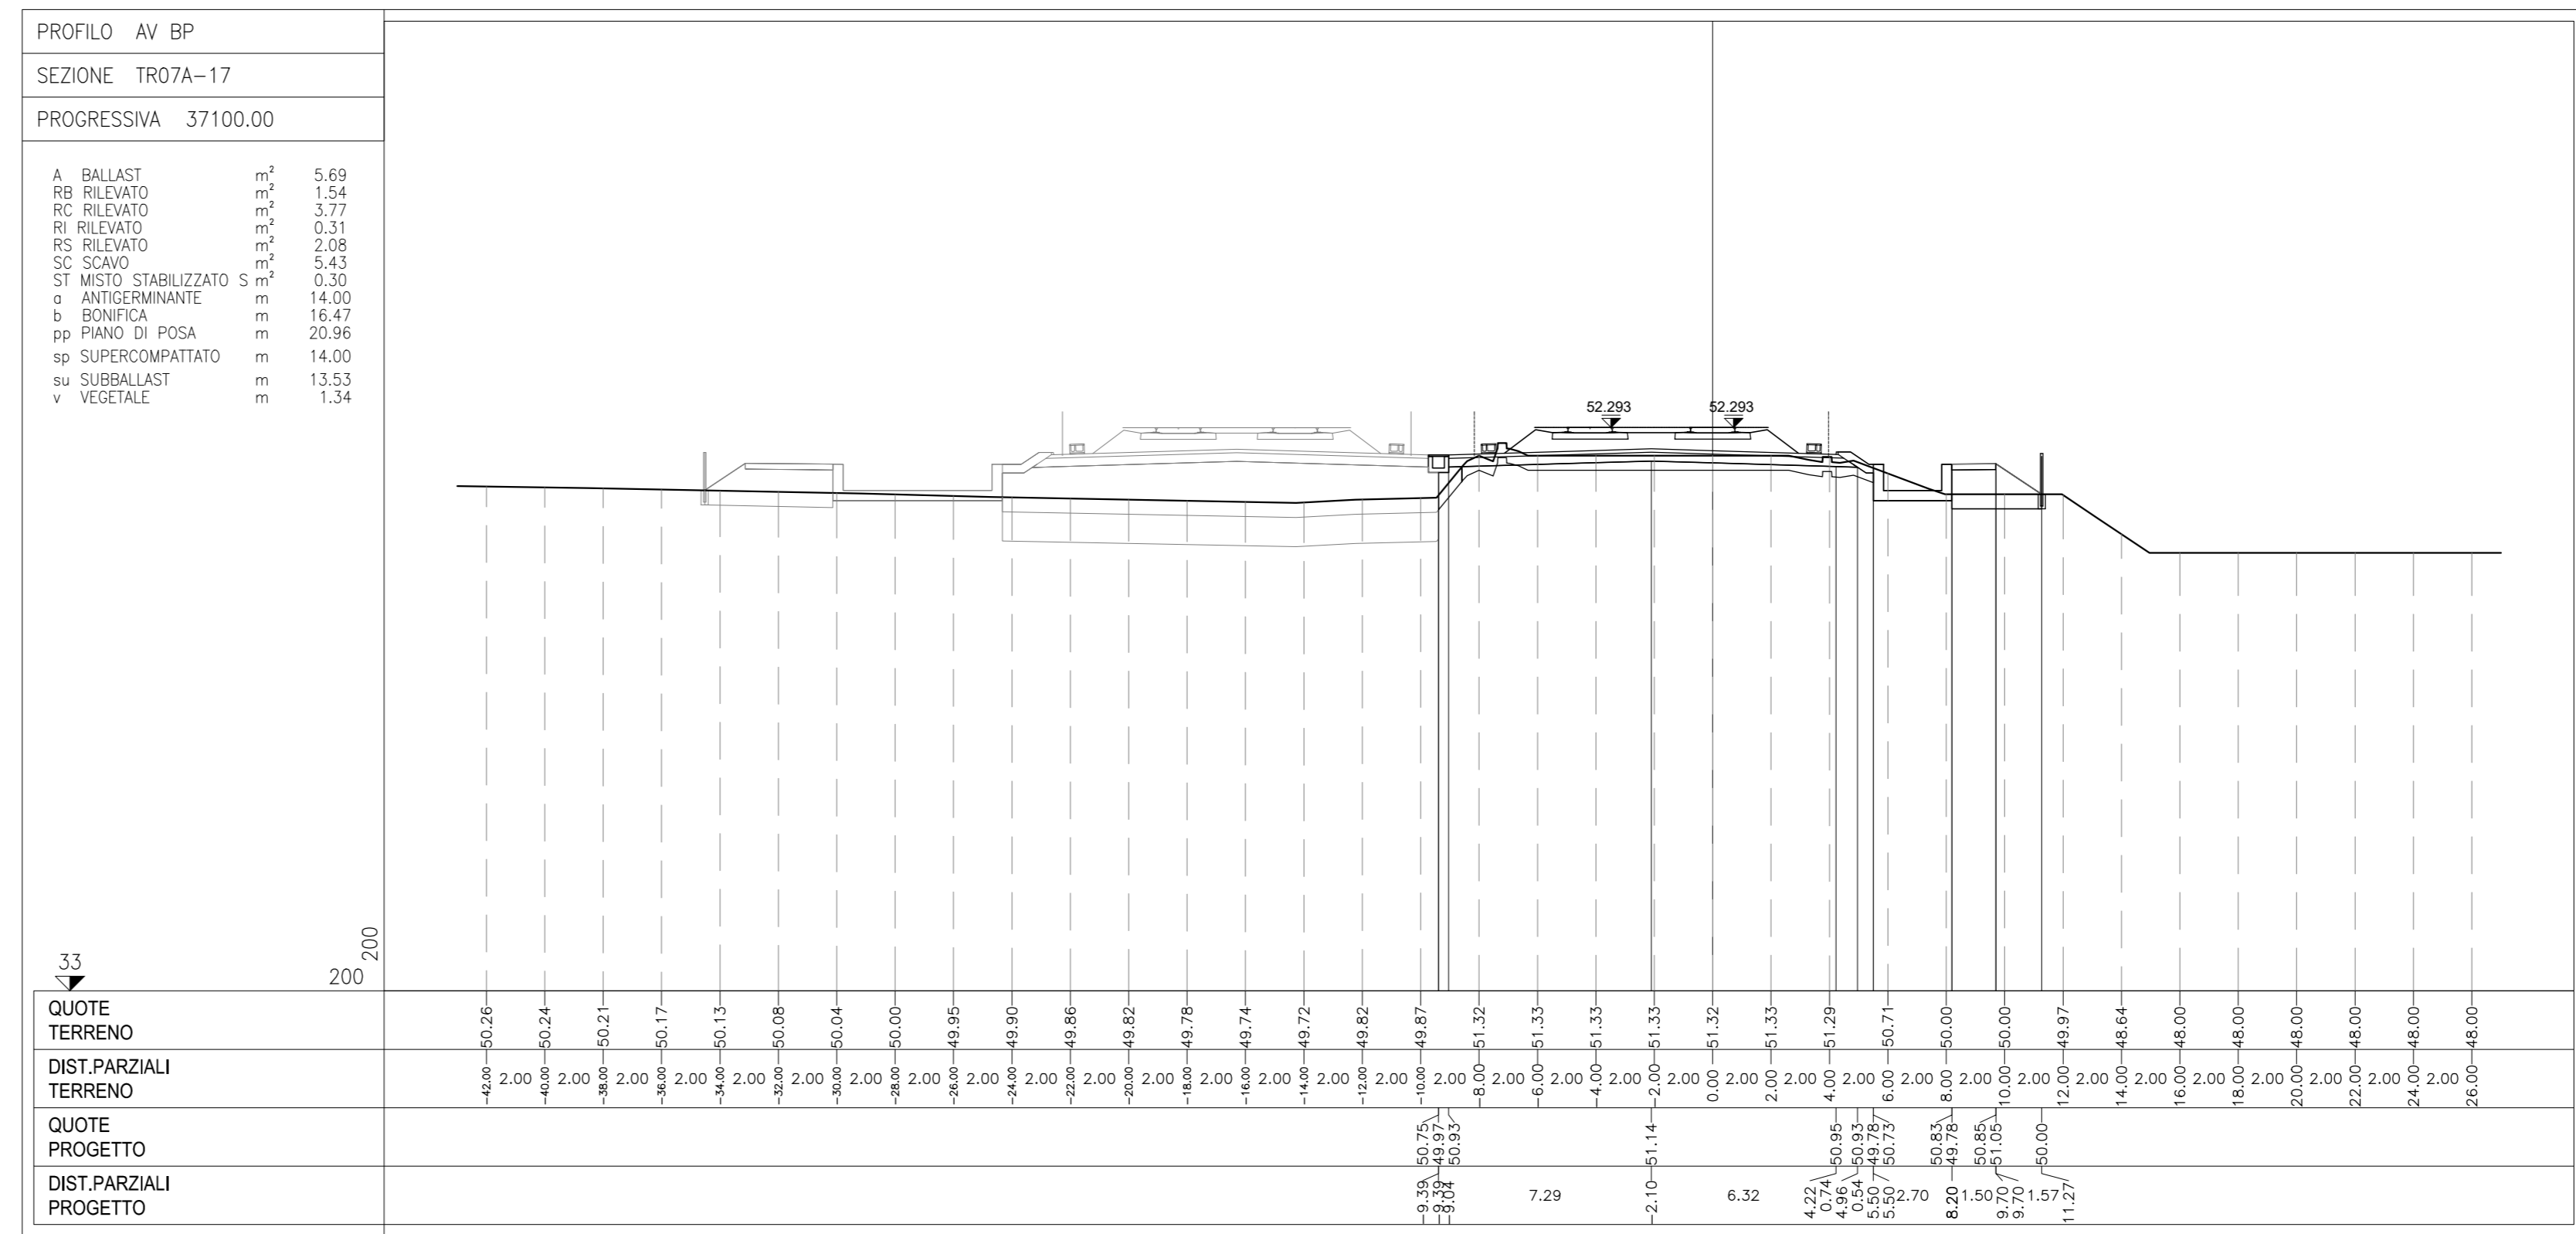 PROFILO AV BP
SEZIONE TR07A-17
PROGRESSIVA 37100.00
A BALLAST m² 5.69
RB RILEVATO m² 1.54
RC RILEVATO m² 3.77
RI RILEVATO m² 0.31
RS RILEVATO m² 2.08
SC SCAVO m² 5.43
ST MISTO STABILIZZATO S m² 0.30
a ANTIGERMINANTE m 14.00
b BONIFICA m 16.47
pp PIANO DI POSA m 20.96
sp SUPERCOMPATTATO m 14.00
su SUBBALLAST m 13.53
v VEGETALE m 1.34
52.293 52.293
33
200
200
QUOTE
TERRENO
50.26 50.24 50.21 50.17 50.13 50.08 50.04 50.00 49.95 49.90 49.86 49.82 49.78 49.74 49.72 49.82 49.87 51.32 51.33 51.33 51.33 51.32 51.33 51.29 50.71 50.00 50.00 49.97 48.64 48.00 48.00 48.00 48.00 48.00 48.00
DIST.PARZIALI
TERRENO
-42.00 2.00 -40.00 2.00 -38.00 2.00 -36.00 2.00 -34.00 2.00 -32.00 2.00 -30.00 2.00 -28.00 2.00 -26.00 2.00 -24.00 2.00 -22.00 2.00 -20.00 2.00 -18.00 2.00 -16.00 2.00 -14.00 2.00 -12.00 2.00 -10.00 2.00 -8.00 2.00 -6.00 2.00 -4.00 2.00 -2.00 2.00 0.00 2.00 2.00 2.00 4.00 2.00 6.00 2.00 8.00 2.00 10.00 2.00 12.00 2.00 14.00 2.00 16.00 2.00 18.00 2.00 20.00 2.00 22.00 2.00 24.00 2.00 26.00
QUOTE
PROGETTO
50.75 49.97 50.93 51.14 50.95 50.93 49.78 50.73 50.83 49.78 50.85 51.05 50.00
DIST.PARZIALI
PROGETTO
-9.39 -9.39 -9.04 7.29 -2.10 6.32 4.22 0.74 4.96 0.54 5.50 5.50 2.70 8.20 1.50 9.70 9.70 1.57 11.27